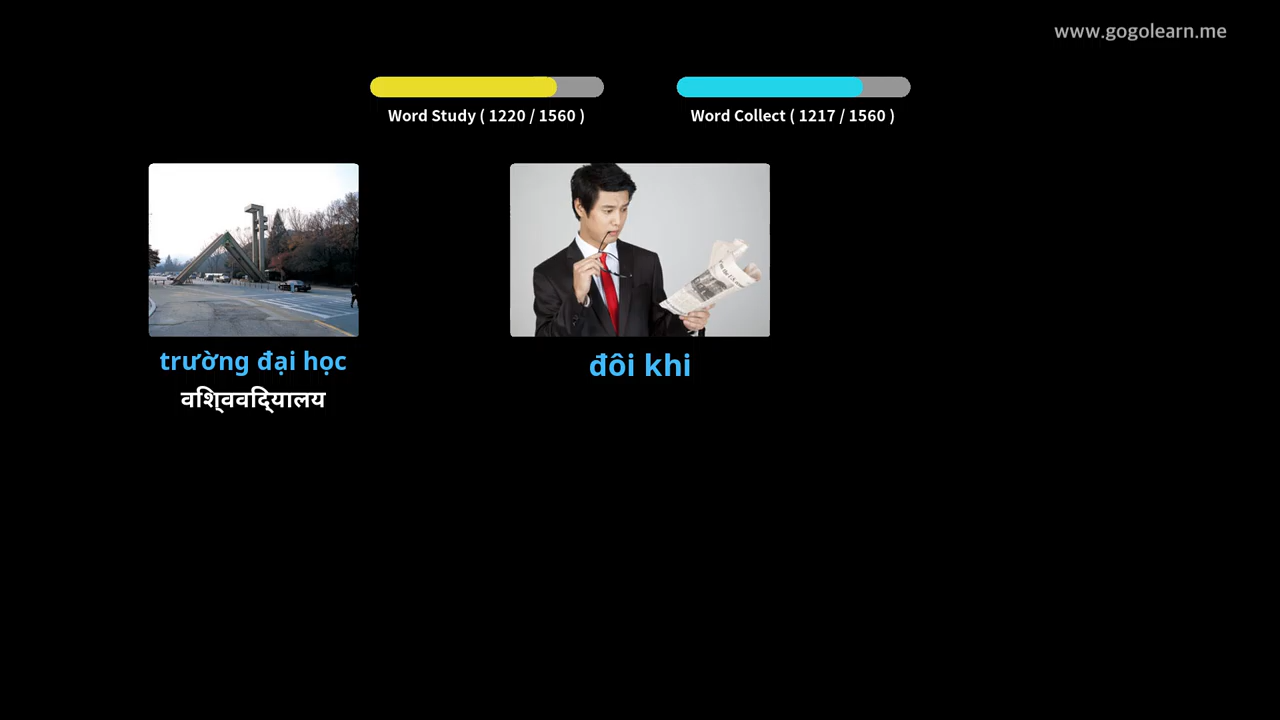 www.gogolearn.me
Word Study ( 1220 / 1560 )
Word Collect ( 1217 / 1560 )
trường đại học
विश्वविद्यालय
đôi khi